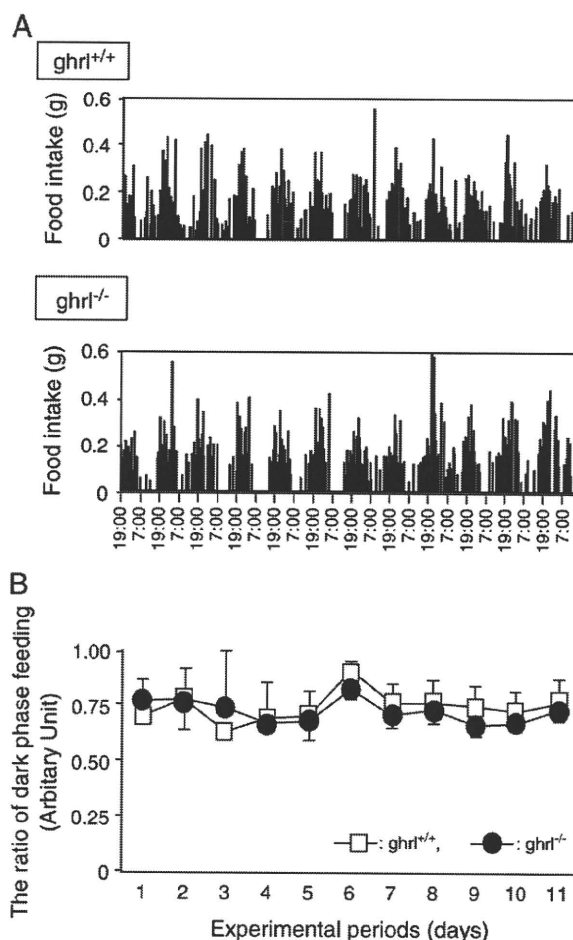 A
ghrl+/+
Food intake (g)
0.6
0.4
0.2
0
ghrl-/-
Food intake (g)
0.6
0.4
0.2
0
19:00 7:00 19:00 7:00 19:00 7:00 19:00 7:00 19:00 7:00 19:00 7:00 19:00 7:00 19:00 7:00 19:00 7:00 19:00 7:00 19:00 7:00 19:00 7:00
B
The ratio of dark phase feeding
(Arbitary Unit)
1.00
0.75
0.50
0.25
0
: ghrl+/+, : ghrl-/-
1 2 3 4 5 6 7 8 9 10 11
Experimental periods (days)